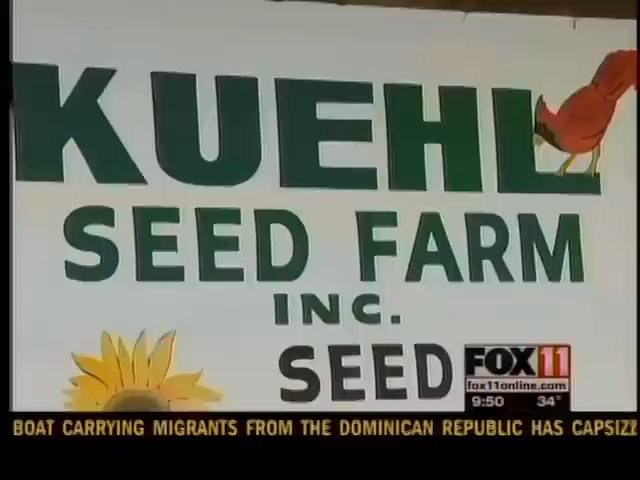 KUEHL
SEED FARM
INC.
SEED
FOX 11
fox11online.com
9:50 34°
BOAT CARRYING MIGRANTS FROM THE DOMINICAN REPUBLIC HAS CAPSIZE